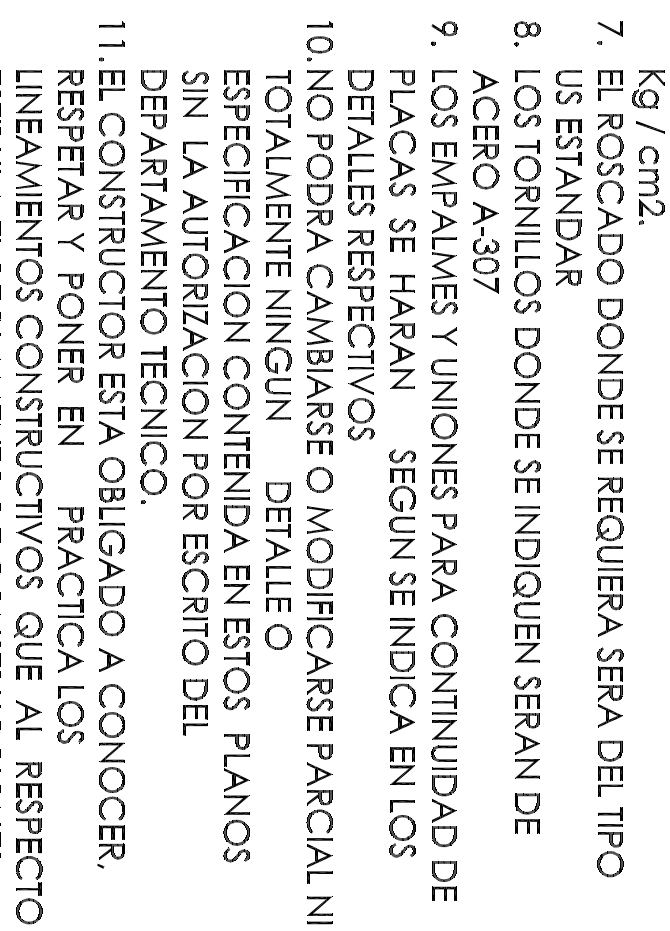 Kg / cm2.
7. EL ROSCADO DONDE SE REQUIERA SERA DEL TIPO
US ESTANDAR
8. LOS TORNILLOS DONDE SE INDIQUEN SERAN DE
ACERO A-307
9. LOS EMPALMES Y UNIONES PARA CONTINUIDAD DE
PLACAS SE HARAN SEGUN SE INDICA EN LOS
DETALLES RESPECTIVOS
10. NO PODRA CAMBIARSE O MODIFICARSE PARCIAL NI
TOTALMENTE NINGUN DETALLE O
ESPECIFICACION CONTENIDA EN ESTOS PLANOS
SIN LA AUTORIZACION POR ESCRITO DEL
DEPARTAMENTO TECNICO.
11. EL CONSTRUCTOR ESTA OBLIGADO A CONOCER,
RESPETAR Y PONER EN PRACTICA LOS
LINEAMIENTOS CONSTRUCTIVOS QUE AL RESPECTO